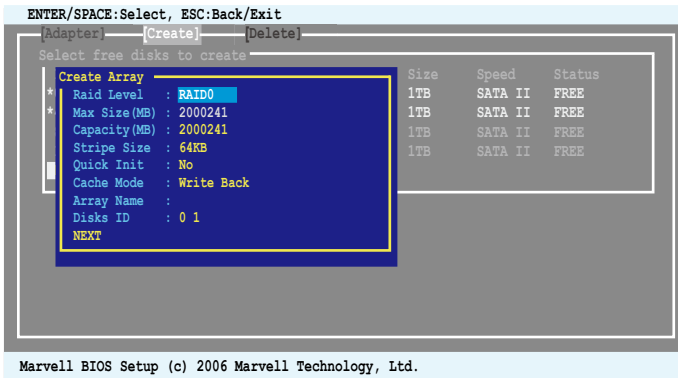 ENTER/SPACE:Select, ESC:Back/Exit
[Adapter] [Create] [Delete]
Select free disks to create
Size Speed Status
* 1TB SATA II FREE
* 1TB SATA II FREE
1TB SATA II FREE
1TB SATA II FREE
Create Array
Raid Level : RAID0
Max Size(MB) : 2000241
Capacity(MB) : 2000241
Stripe Size : 64KB
Quick Init : No
Cache Mode : Write Back
Array Name :
Disks ID : 0 1
NEXT
Marvell BIOS Setup (c) 2006 Marvell Technology, Ltd.